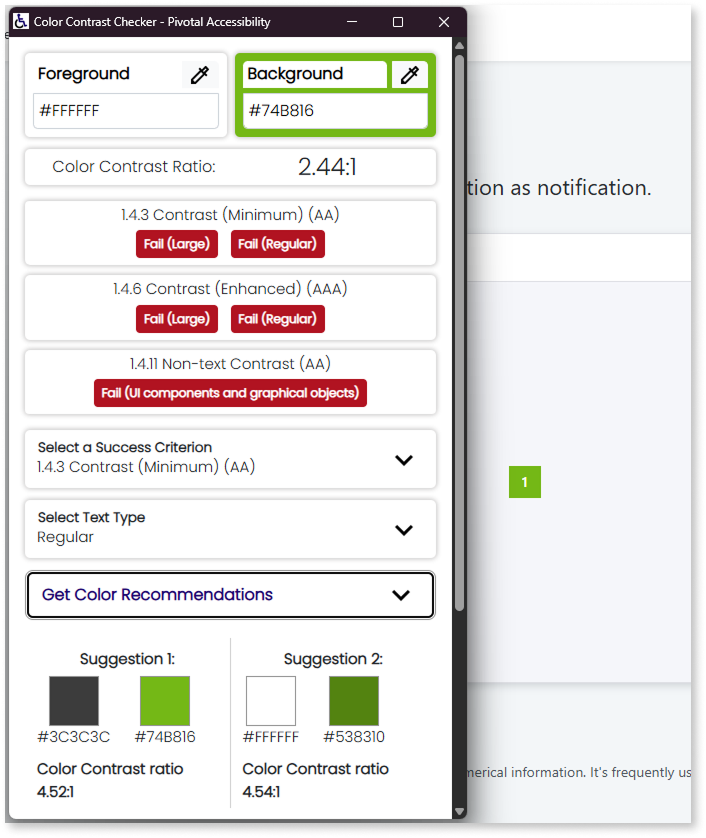 Color Contrast Checker - Pivotal Accessibility
Foreground
Background
#FFFFFF
#74B816
Color Contrast Ratio: 2.44:1
1.4.3 Contrast (Minimum) (AA)
Fail (Large) Fail (Regular)
1.4.6 Contrast (Enhanced) (AAA)
Fail (Large) Fail (Regular)
1.4.11 Non-text Contrast (AA)
Fail (UI components and graphical objects)
Select a Success Criterion
1.4.3 Contrast (Minimum) (AA)
Select Text Type
Regular
Get Color Recommendations
Suggestion 1:
#3C3C3C #74B816
Color Contrast ratio
4.52:1
Suggestion 2:
#FFFFFF #538310
Color Contrast ratio
4.54:1
tion as notification.
1
merical information. It's frequently us